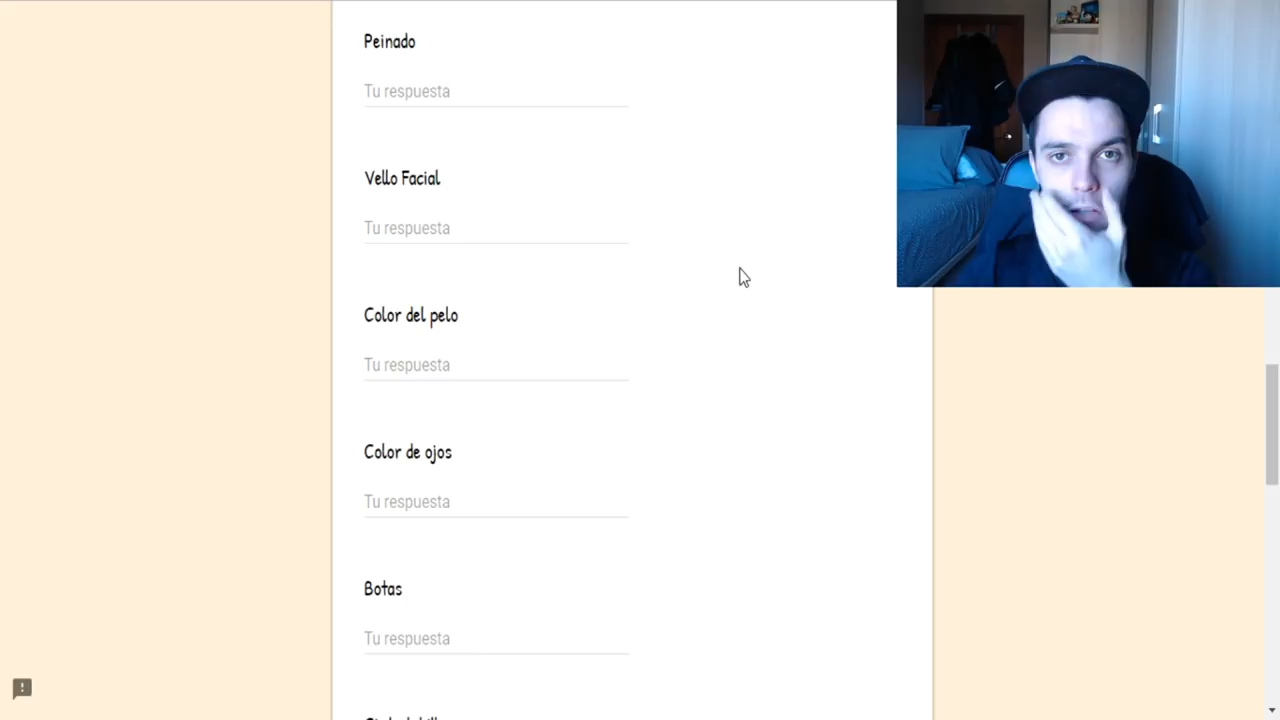 Peinado
Tu respuesta
Vello Facial
Tu respuesta
Color del pelo
Tu respuesta
Color de ojos
Tu respuesta
Botas
Tu respuesta